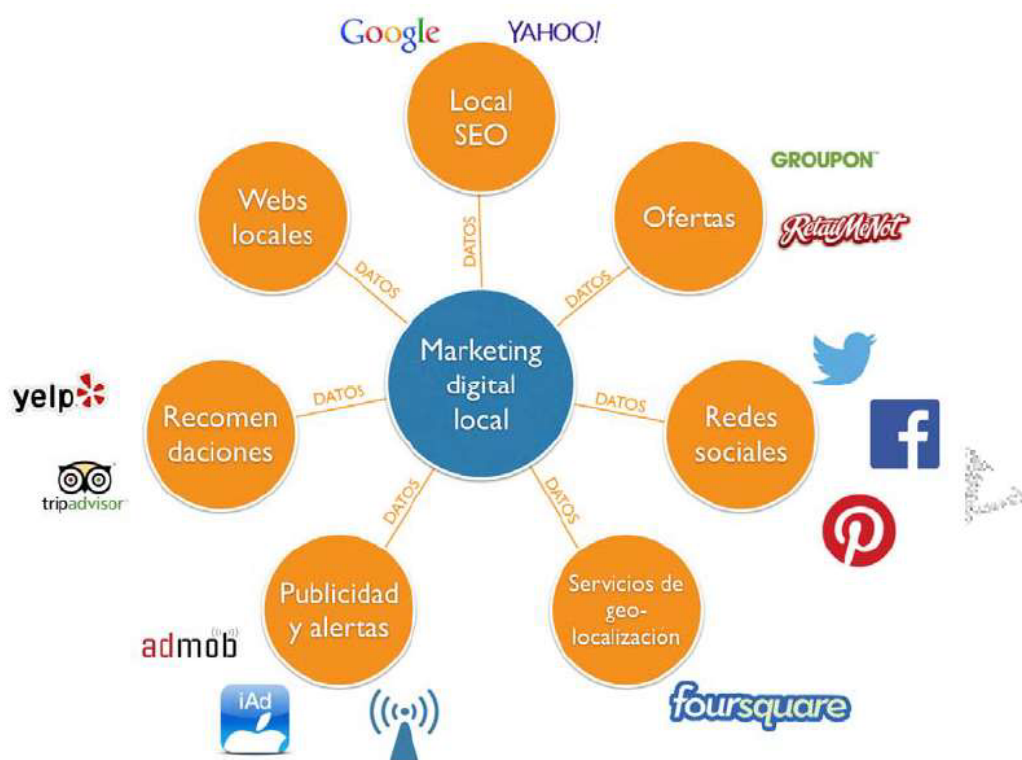 Google YAHOO!
Local
SEO
GROUPON
RetailMeNot
Webs
locales
Ofertas
DATOS
DATOS
DATOS
Marketing
digital
local
yelp
Recomen
daciones
DATOS
DATOS
Redes
sociales
tripadvisor
DATOS
DATOS
Publicidad
y alertas
Servicios de
geo-
localización
admob
iAd
foursquare